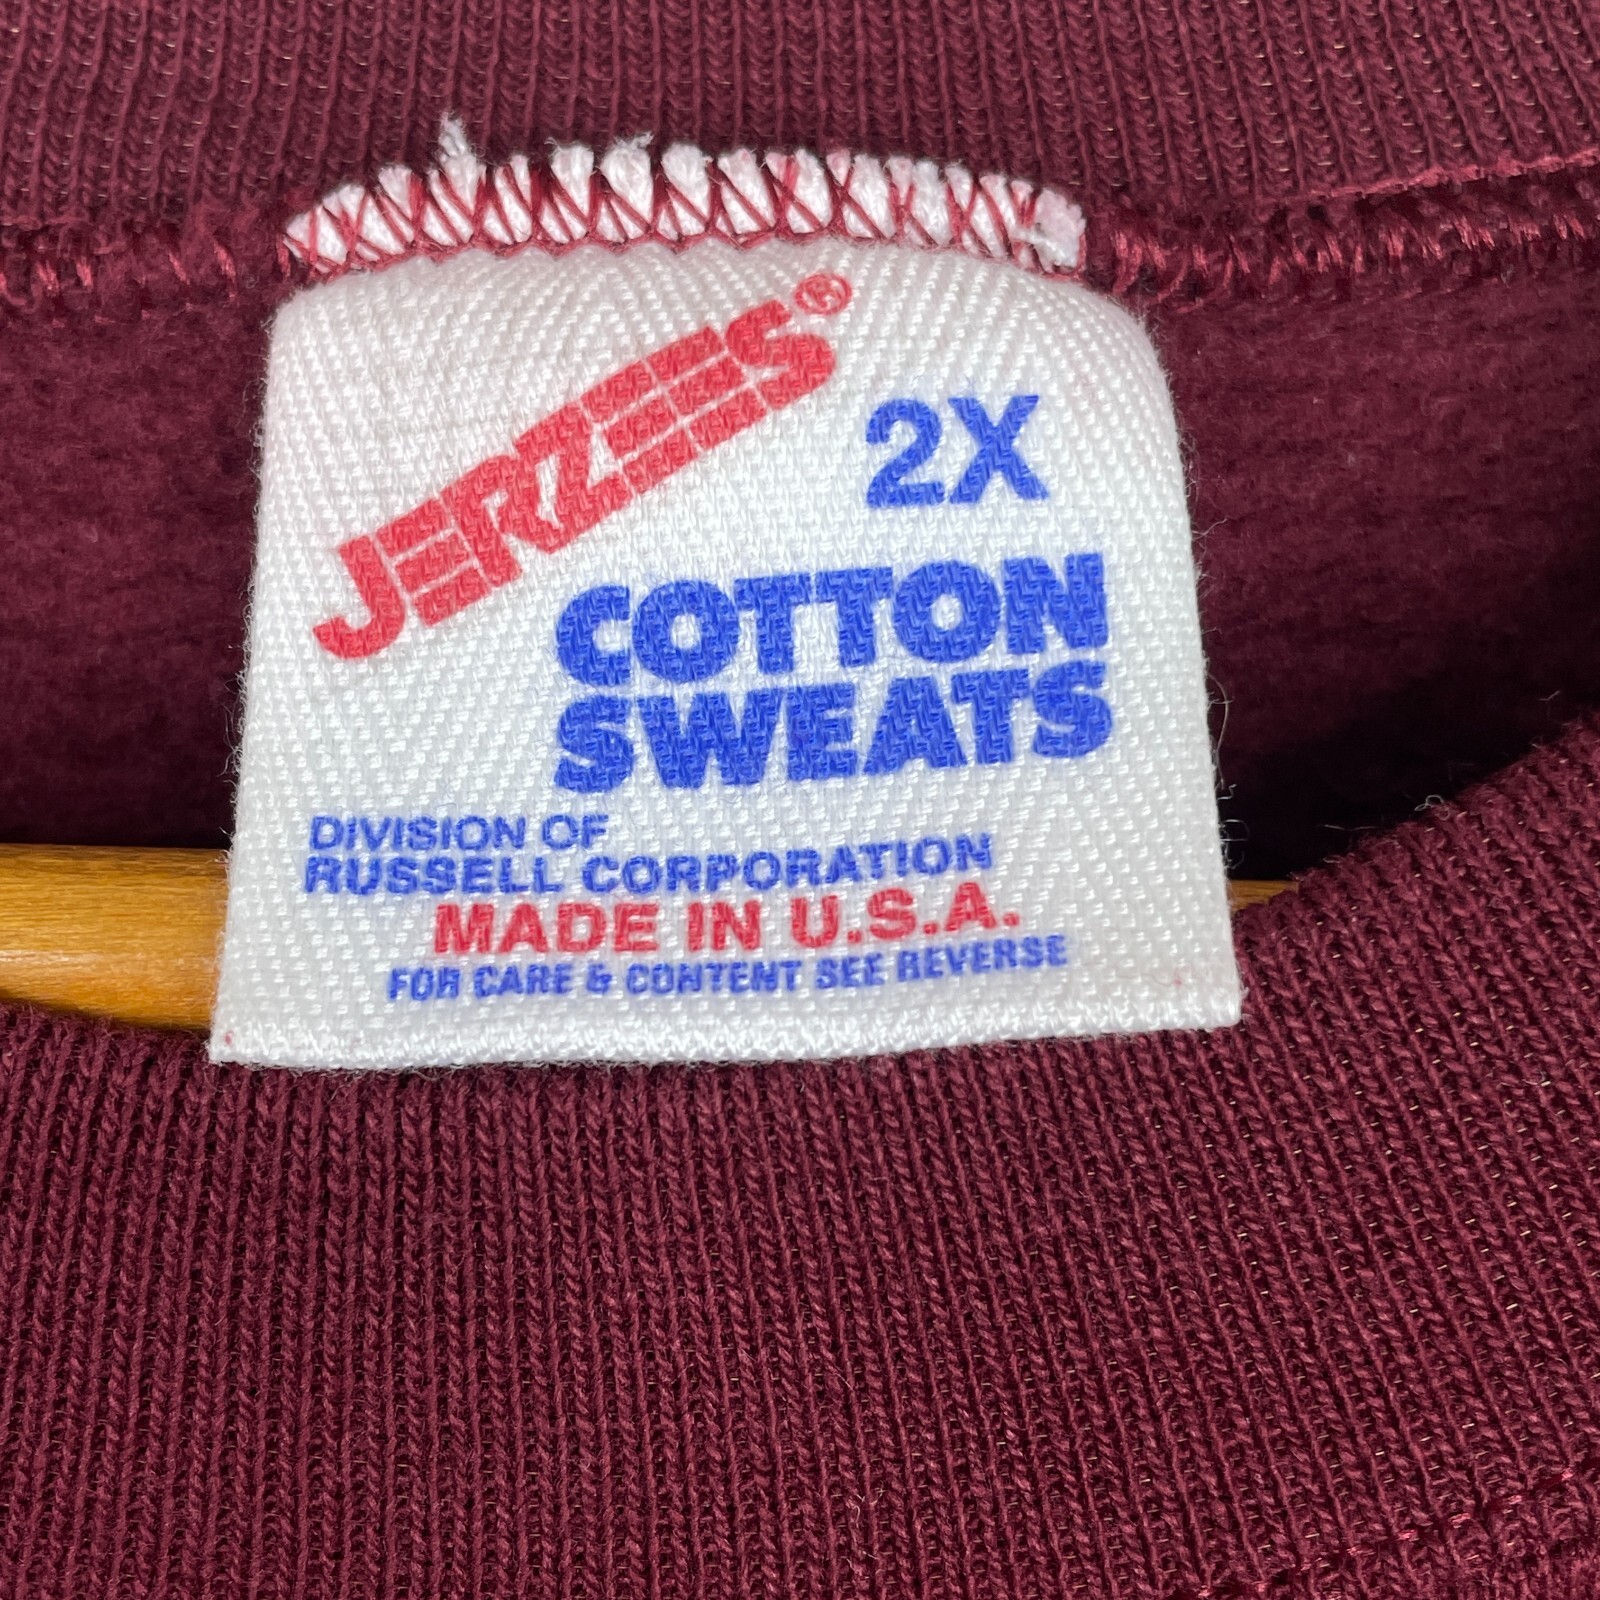 JERZEES®
2X
COTTON
SWEATS
DIVISION OF
RUSSELL CORPORATION
MADE IN U.S.A.
FOR CARE & CONTENT SEE REVERSE